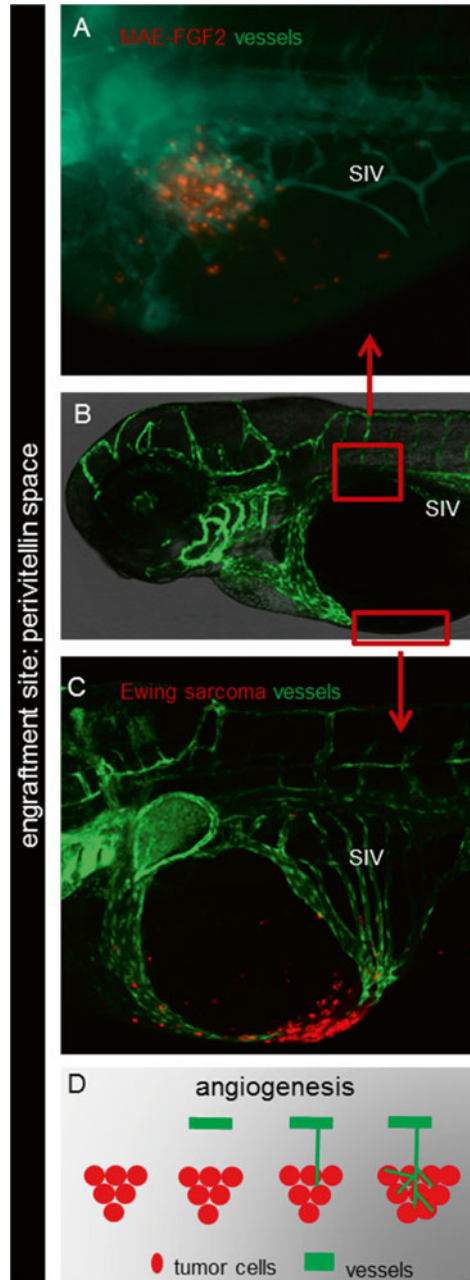 engraftment site: perivitellin space
A
MAE-FGF2 vessels
SIV
B
SIV
C
Ewing sarcoma vessels
SIV
D
angiogenesis
tumor cells
vessels